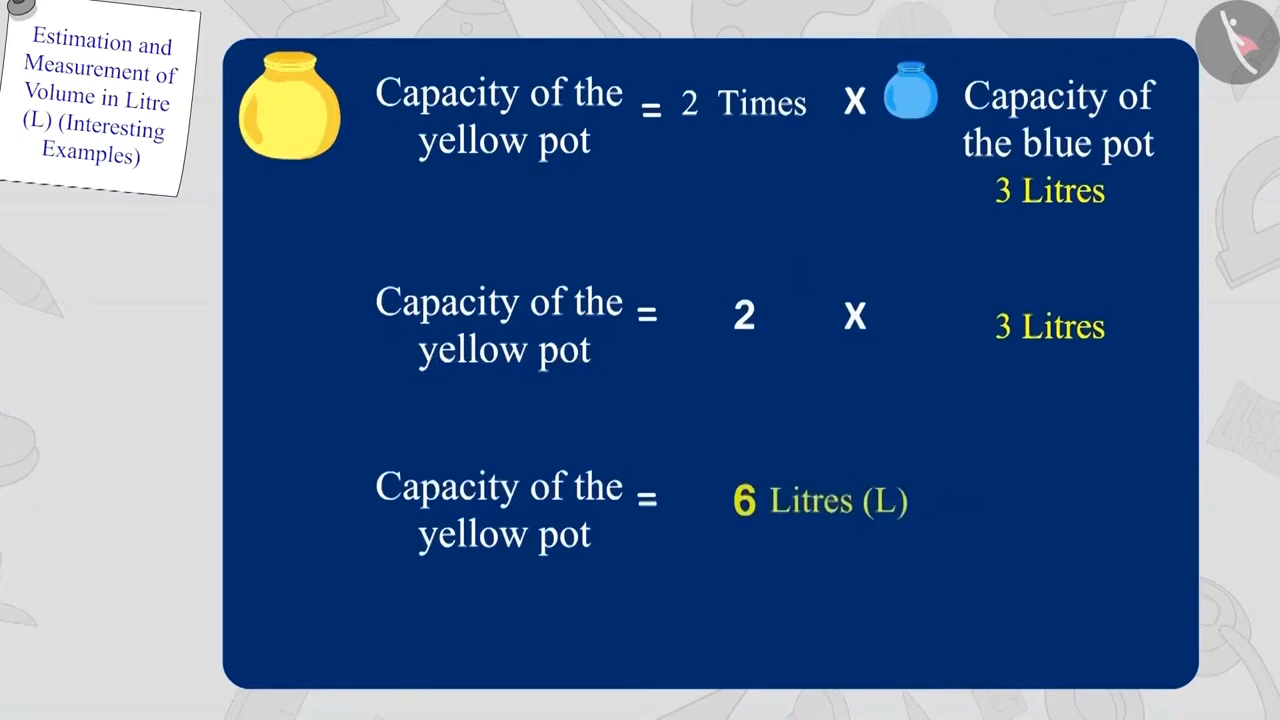 Estimation and
Measurement of
Volume in Litre
(L) (Interesting
Examples)
Capacity of the
yellow pot
= 2 Times X
Capacity of
the blue pot
3 Litres
Capacity of the
yellow pot
= 2 X 3 Litres
Capacity of the
yellow pot
= 6 Litres (L)